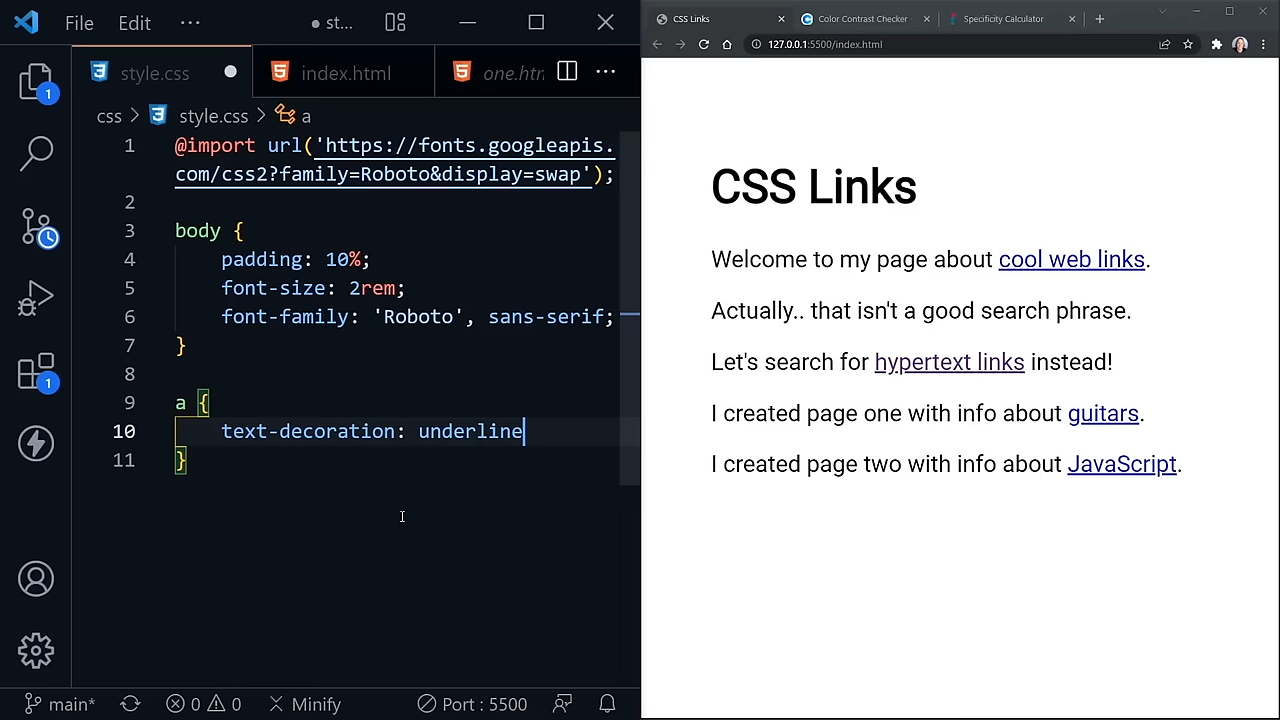 File Edit ... ● st...
style.css index.html one.htn ...
css > style.css > a
1 @import url('https://fonts.googleapis.
com/css2?family=Roboto&display=swap');
2
3 body {
4 padding: 10%;
5 font-size: 2rem;
6 font-family: 'Roboto', sans-serif;
7 }
8
9 a {
10 text-decoration: underline
11 }
1
1
main* 0 0 Minify Port : 5500
CSS Links Color Contrast Checker Specificity Calculator
127.0.0.1:5500/index.html
CSS Links
Welcome to my page about cool web links.
Actually.. that isn't a good search phrase.
Let's search for hypertext links instead!
I created page one with info about guitars.
I created page two with info about JavaScript.